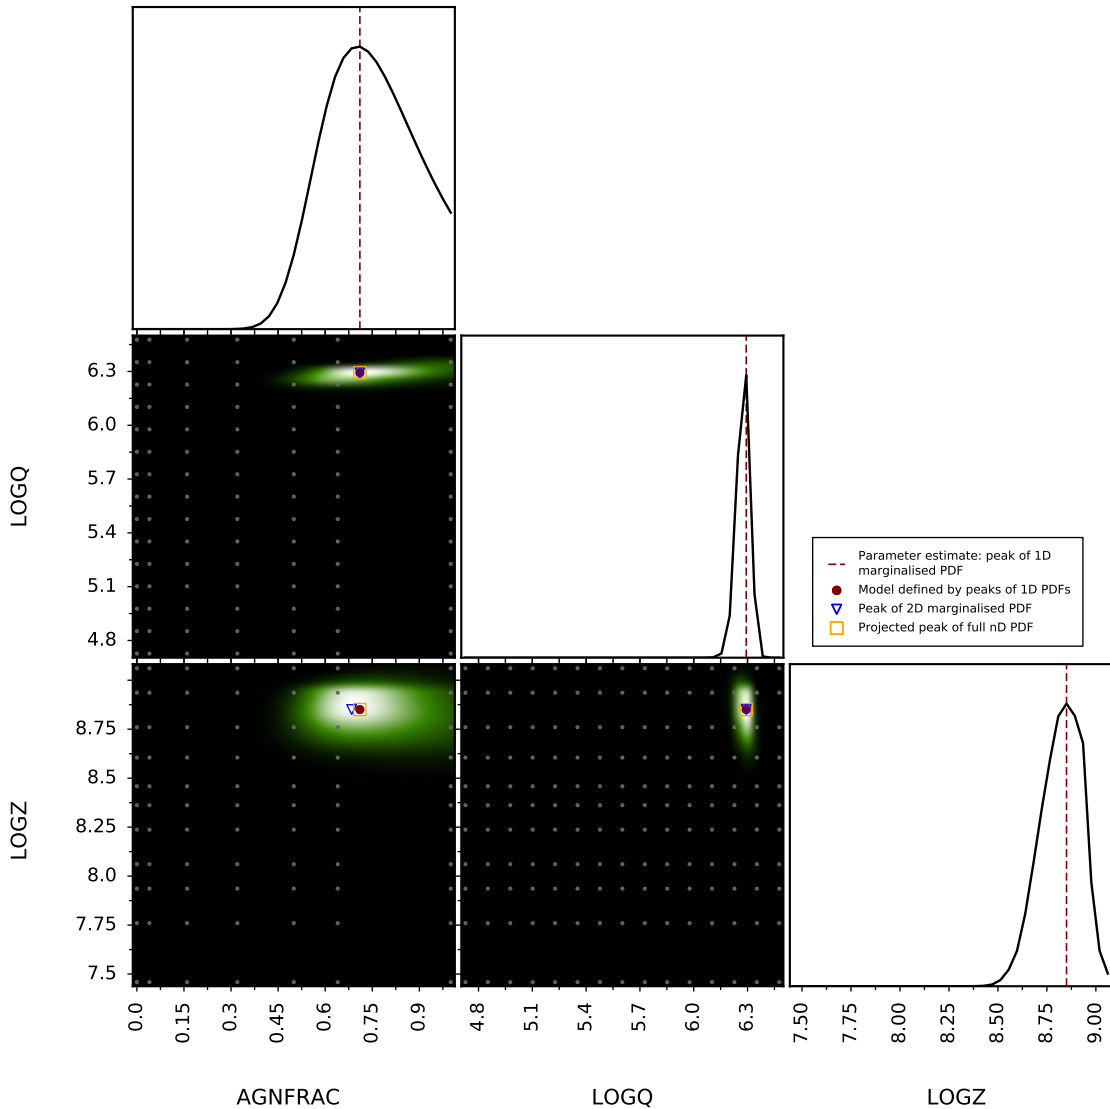 6.3
6.0
5.7
5.4
5.1
4.8
LOGQ
Parameter estimate: peak of 1D
marginalised PDF
Model defined by peaks of 1D PDFs
Peak of 2D marginalised PDF
Projected peak of full nD PDF
8.75
8.5
8.25
8.0
7.75
7.5
LOGZ
0.0 0.15 0.3 0.45 0.6 0.75 0.9
4.8 5.1 5.4 5.7 6.0 6.3
7.50 7.75 8.00 8.25 8.50 8.75 9.00
AGNFRAC
LOGQ
LOGZ